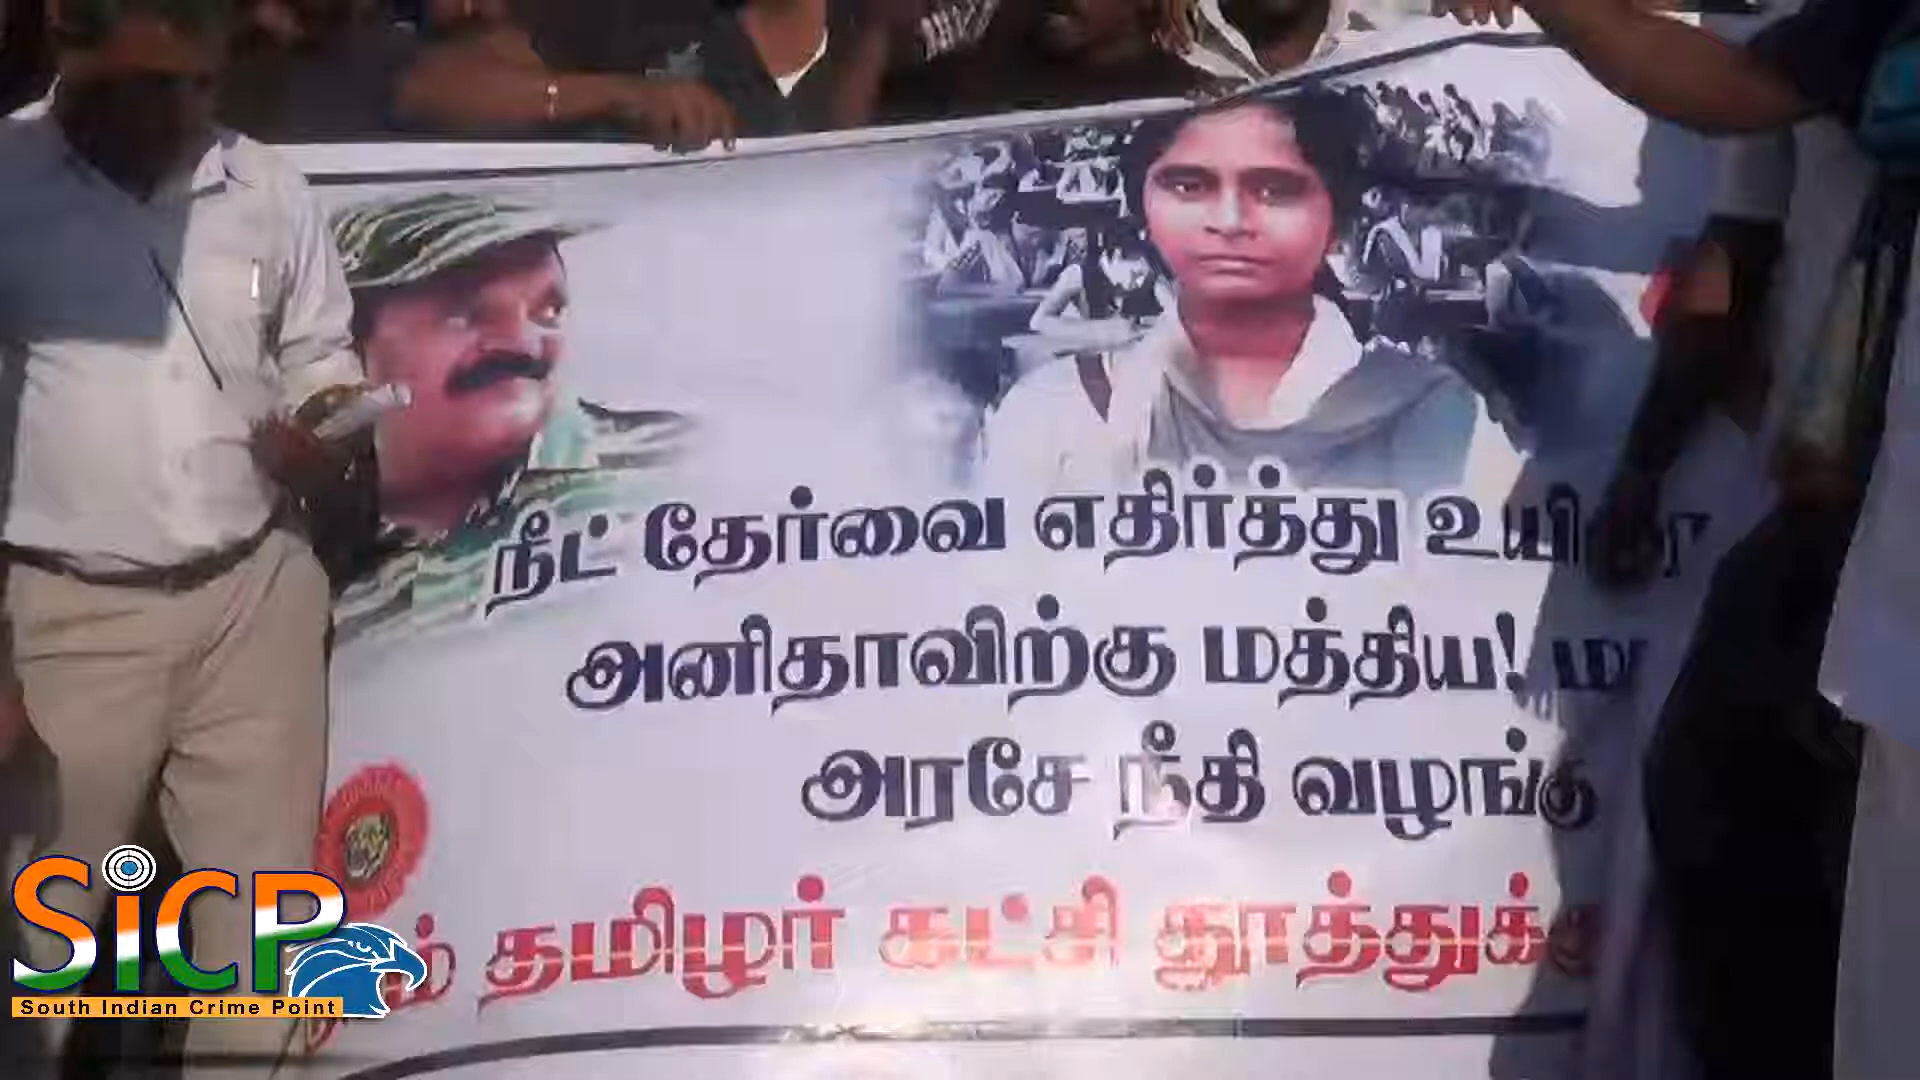 நீட் தேர்வை எதிர்த்து
அனிதாவிற்கு மத்திய!
அரசே நீதி வழங்கு
தமிழர் கட்சி
SiCP
South Indian Crime Point